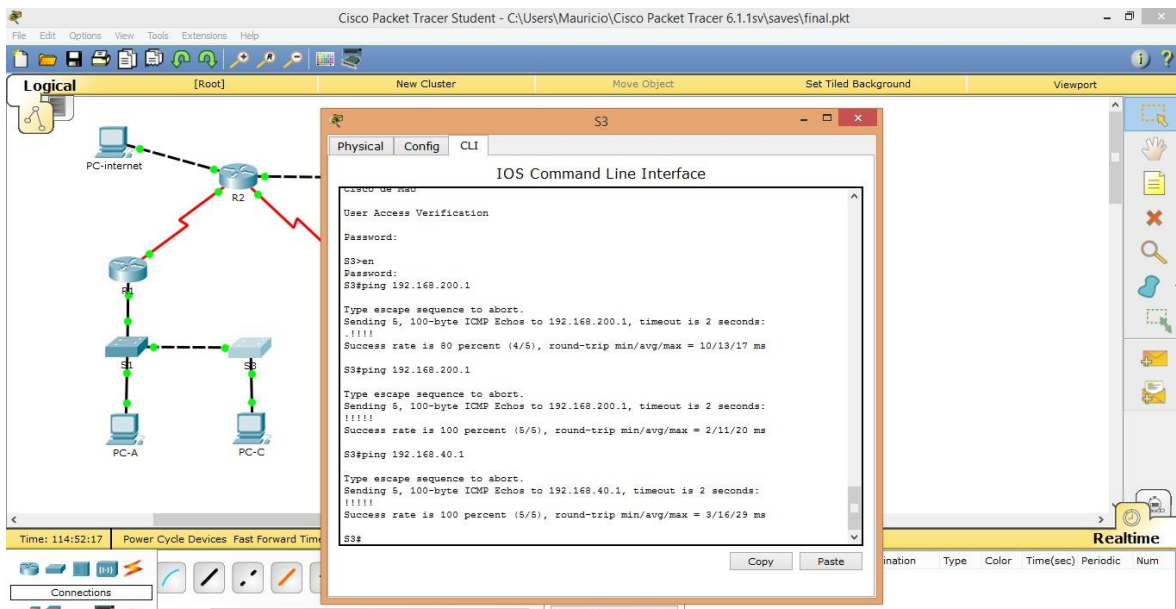 Cisco Packet Tracer Student - C:\Users\Mauricio\Cisco Packet Tracer 6.1.1sv\saves\final.pkt
File Edit Options View Tools Extensions Help
Logical [Root] New Cluster Move Object Set Tiled Background Viewport
PC-internet
R2
R1
S1
S3
PC-A
PC-C
S3
Physical Config CLI
IOS Command Line Interface
User Access Verification
Password:
S3>en
Password:
S3#ping 192.168.200.1
Type escape sequence to abort.
Sending 5, 100-byte ICMP Echos to 192.168.200.1, timeout is 2 seconds:
.!!!!
Success rate is 80 percent (4/5), round-trip min/avg/max = 10/13/17 ms
S3#ping 192.168.200.1
Type escape sequence to abort.
Sending 5, 100-byte ICMP Echos to 192.168.200.1, timeout is 2 seconds:
!!!!!
Success rate is 100 percent (5/5), round-trip min/avg/max = 2/11/20 ms
S3#ping 192.168.40.1
Type escape sequence to abort.
Sending 5, 100-byte ICMP Echos to 192.168.40.1, timeout is 2 seconds:
!!!!!
Success rate is 100 percent (5/5), round-trip min/avg/max = 3/16/29 ms
S3#
Copy Paste
Time: 114:52:17 Power Cycle Devices Fast Forward Time
Realtime
ination Type Color Time(sec) Periodic Num
Connections